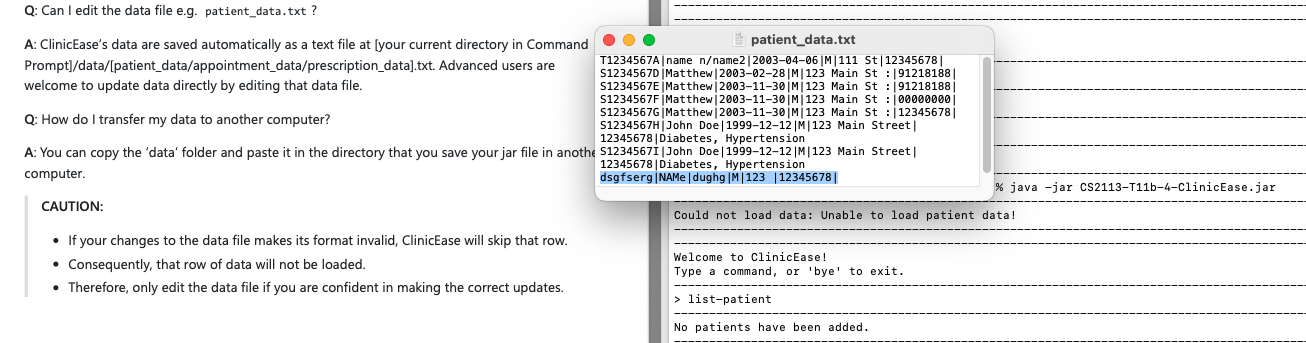 Q: Can I edit the data file e.g. patient_data.txt ?
A: ClinicEase’s data are saved automatically as a text file at [your current directory in Command
Prompt]/data/[patient_data/appointment_data/prescription_data].txt. Advanced users are
welcome to update data directly by editing that data file.
Q: How do I transfer my data to another computer?
A: You can copy the ‘data’ folder and paste it in the directory that you save your jar file in anothe
computer.
CAUTION:
• If your changes to the data file makes its format invalid, ClinicEase will skip that row.
• Consequently, that row of data will not be loaded.
• Therefore, only edit the data file if you are confident in making the correct updates.
patient_data.txt
T1234567A|name n/name2|2003-04-06|M|111 St|12345678|
S1234567D|Matthew|2003-02-28|M|123 Main St :|91218188|
S1234567E|Matthew|2003-11-30|M|123 Main St :|91218188|
S1234567F|Matthew|2003-11-30|M|123 Main St :|00000000|
S1234567G|Matthew|2003-11-30|M|123 Main St :|12345678|
S1234567H|John Doe|1999-12-12|M|123 Main Street|
12345678|Diabetes, Hypertension
S1234567I|John Doe|1999-12-12|M|123 Main Street|
12345678|Diabetes, Hypertension
dsgfserg|NAMe|dughg|M|123 |12345678|
% java -jar CS2113-T11b-4-ClinicEase.jar
Could not load data: Unable to load patient data!
Welcome to ClinicEase!
Type a command, or 'bye' to exit.
> list-patient
No patients have been added.